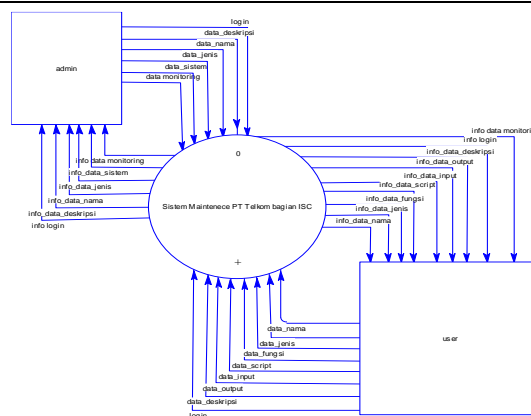 login
data_deskripsi
data_nama
data_jenis
data_sistem
data monitoring
admin
info data monitoring
info_data_sistem
info_data_jenis
info_data_nama
info_data_deskripsi
info login
0
Sistem Maintenece PT Telkom bagian ISC
+
info data monitori
info login
info_data_deskripsi
info_data_output
info_data_input
info_data_script
info_data_fungsi
info_data_jenis
info_data_nama
user
data_nama
data_jenis
data_fungsi
data_script
data_input
data_output
data_deskripsi
login